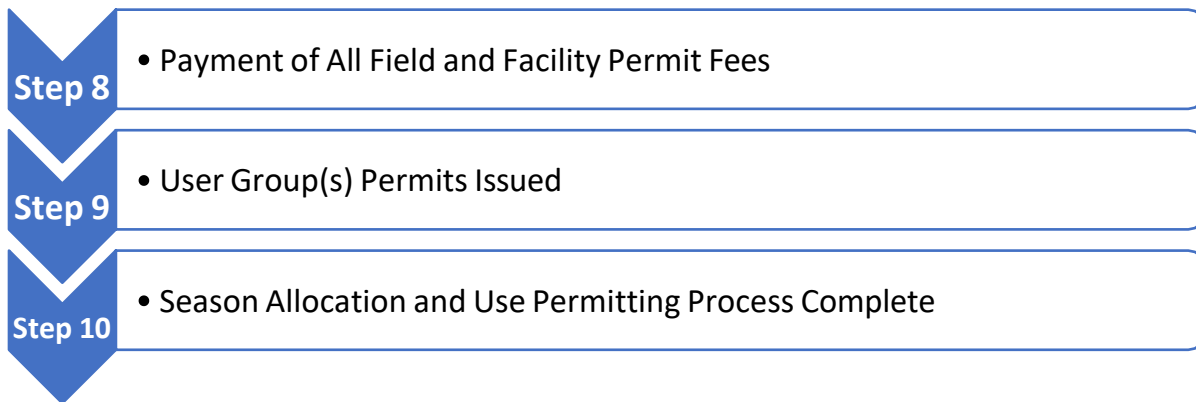 Step 8
• Payment of All Field and Facility Permit Fees
Step 9
• User Group(s) Permits Issued
Step 10
• Season Allocation and Use Permitting Process Complete